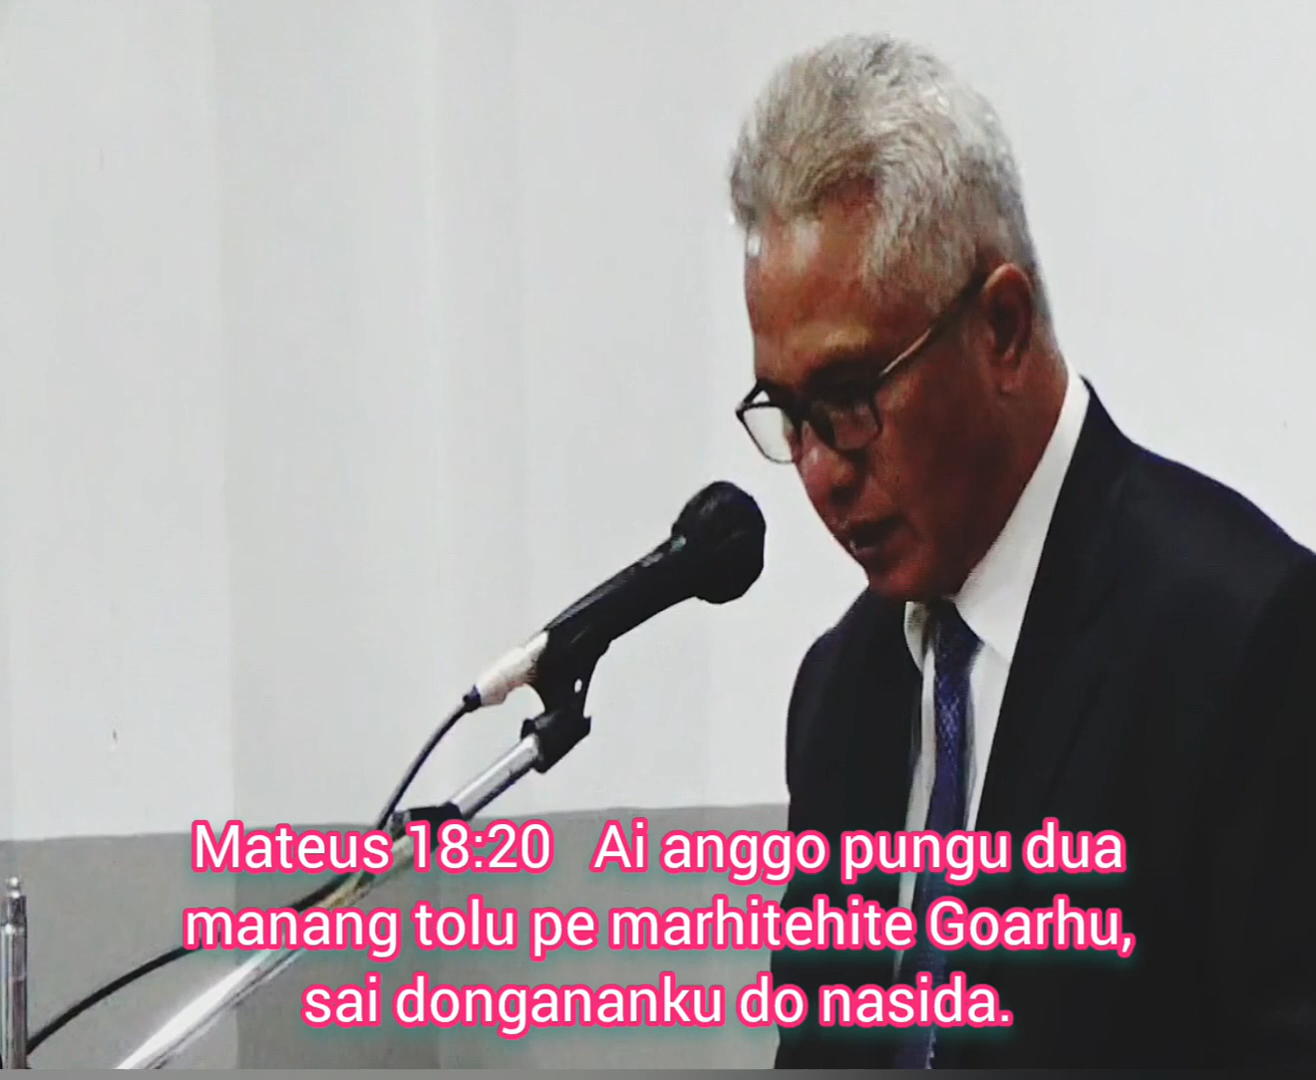 Mateus 18:20   Ai anggo pungu dua
manang tolu pe marhitehite Goarhu,
sai dongananku do nasida.